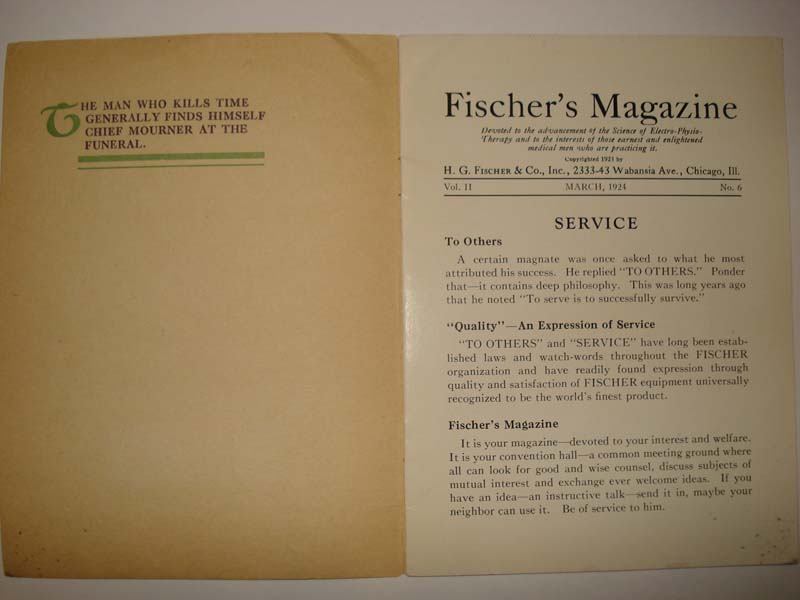 THE MAN WHO KILLS TIME
GENERALLY FINDS HIMSELF
CHIEF MOURNER AT THE
FUNERAL.
Fischer's Magazine
Devoted to the advancement of the Science of Electro-Physio-
Therapy and to the interests of those earnest and enlightened
medical men who are practicing it.
Copyrighted 1921 by
H. G. FISCHER & Co., Inc., 2333-43 Wabansia Ave., Chicago, Ill.
Vol. II MARCH, 1924 No. 6
SERVICE
To Others
A certain magnate was once asked to what he most
attributed his success. He replied "TO OTHERS." Ponder
that—it contains deep philosophy. This was long years ago
that he noted "To serve is to successfully survive."
"Quality"—An Expression of Service
"TO OTHERS" and "SERVICE" have long been estab-
lished laws and watch-words throughout the FISCHER
organization and have readily found expression through
quality and satisfaction of FISCHER equipment universally
recognized to be the world's finest product.
Fischer's Magazine
It is your magazine—devoted to your interest and welfare.
It is your convention hall—a common meeting ground where
all can look for good and wise counsel, discuss subjects of
mutual interest and exchange ever welcome ideas. If you
have an idea—an instructive talk—send it in, maybe your
neighbor can use it. Be of service to him.